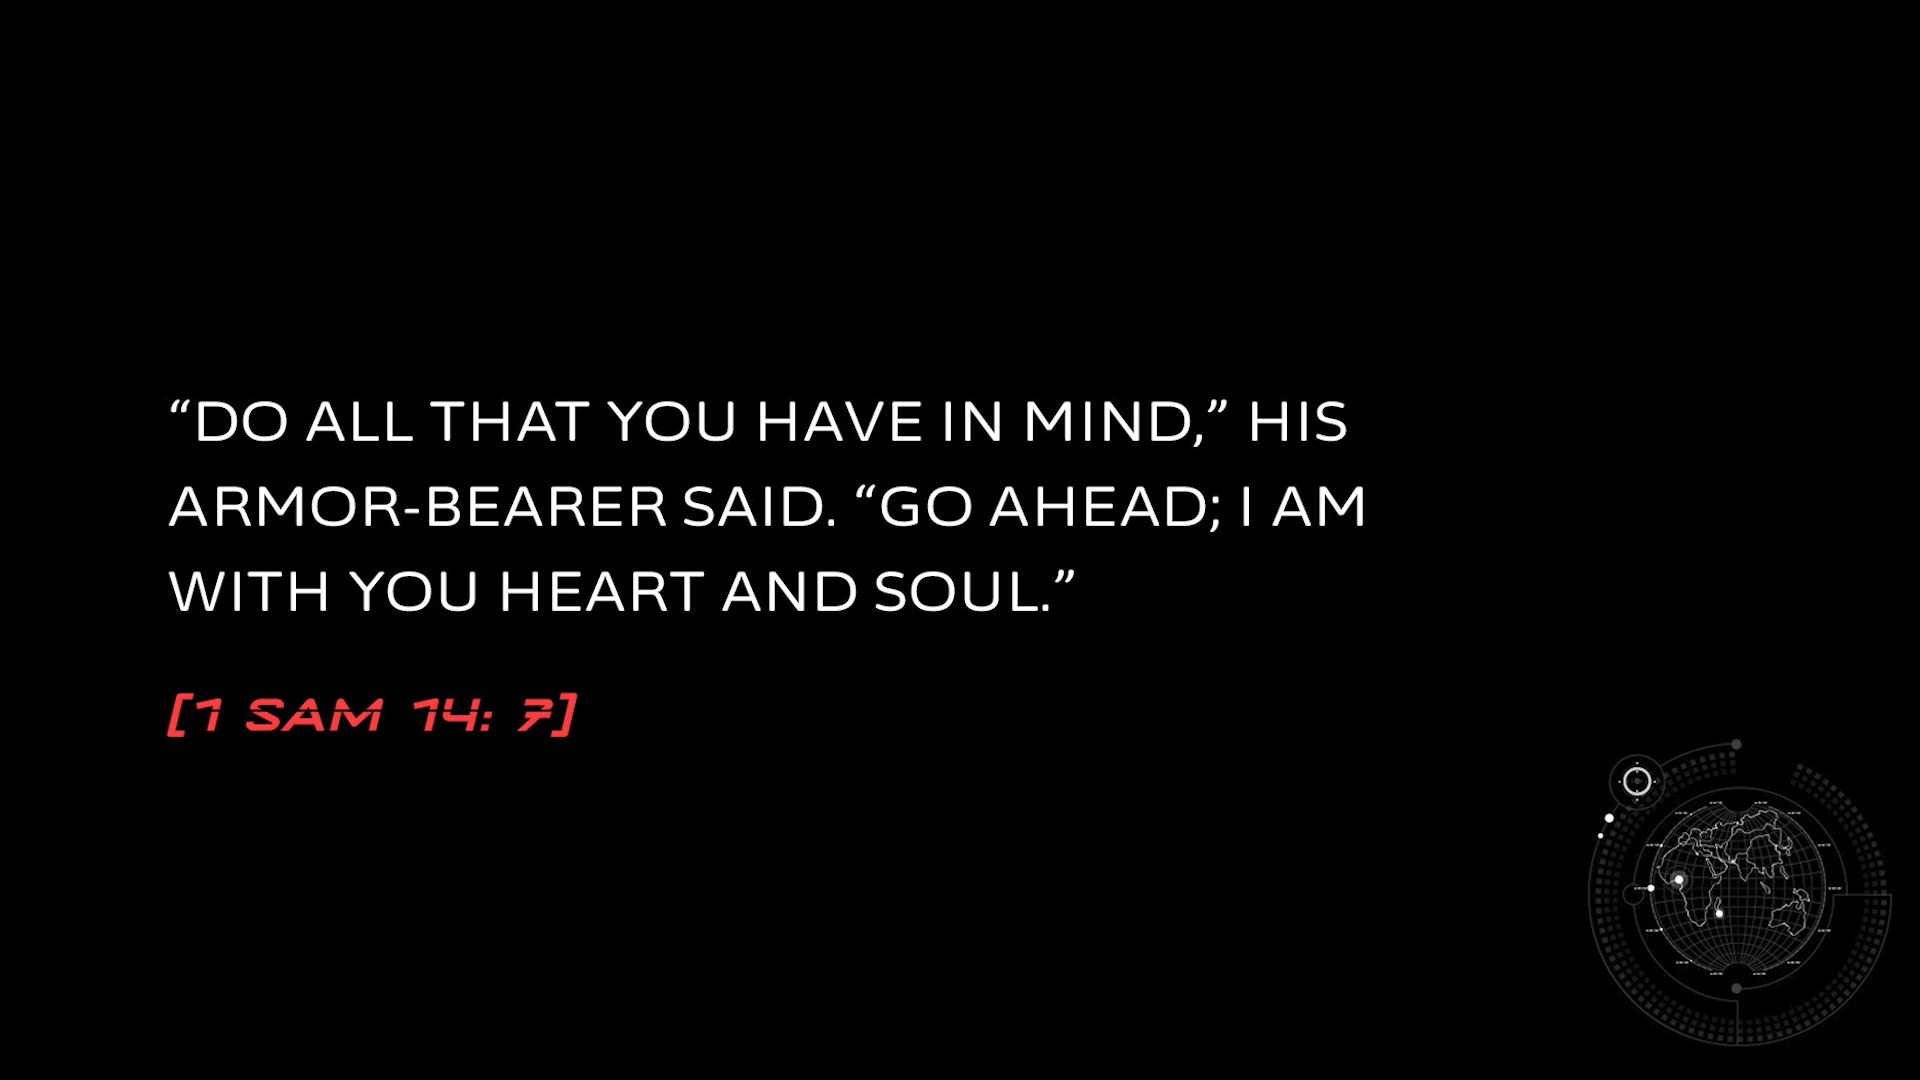 “DO ALL THAT YOU HAVE IN MIND,” HIS
ARMOR-BEARER SAID. “GO AHEAD; I AM
WITH YOU HEART AND SOUL.”
[1 SAM 14: 7]